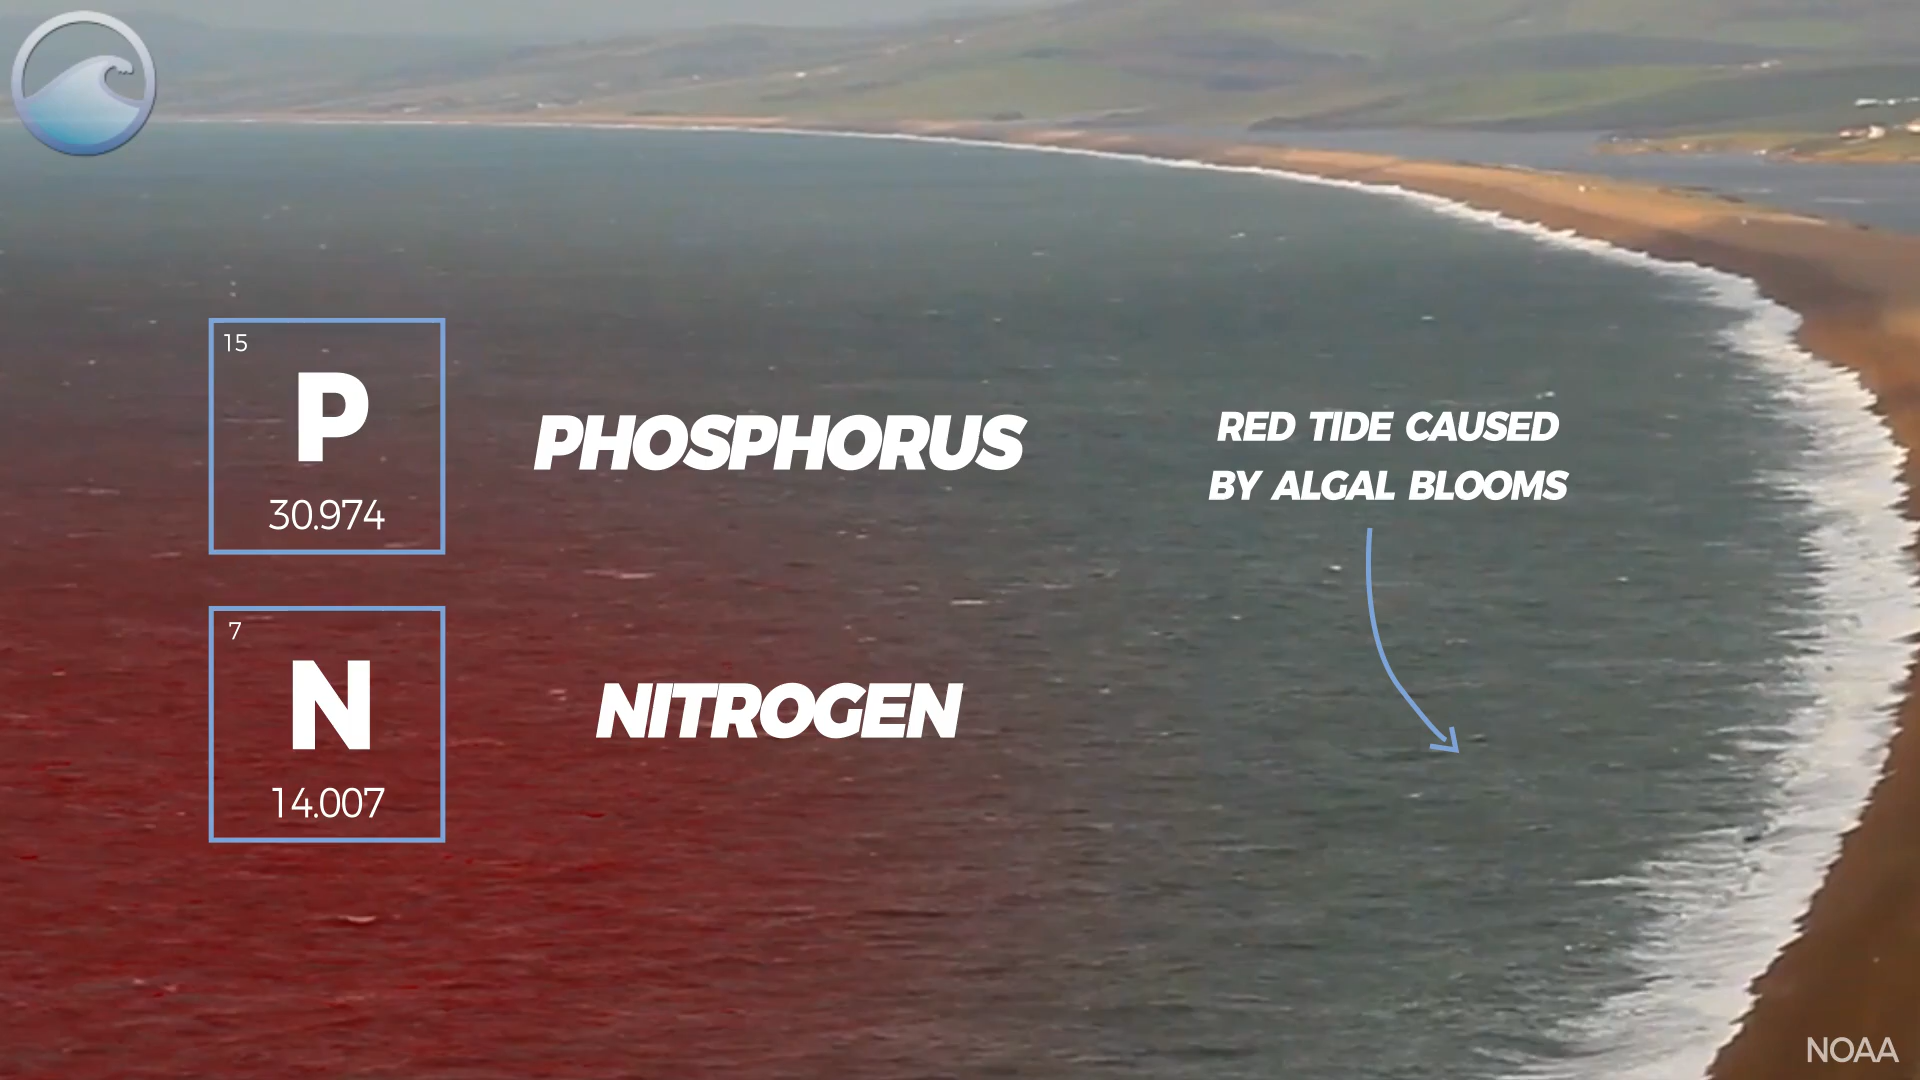 15
P
30.974
PHOSPHORUS
7
N
14.007
NITROGEN
RED TIDE CAUSED
BY ALGAL BLOOMS
NOAA